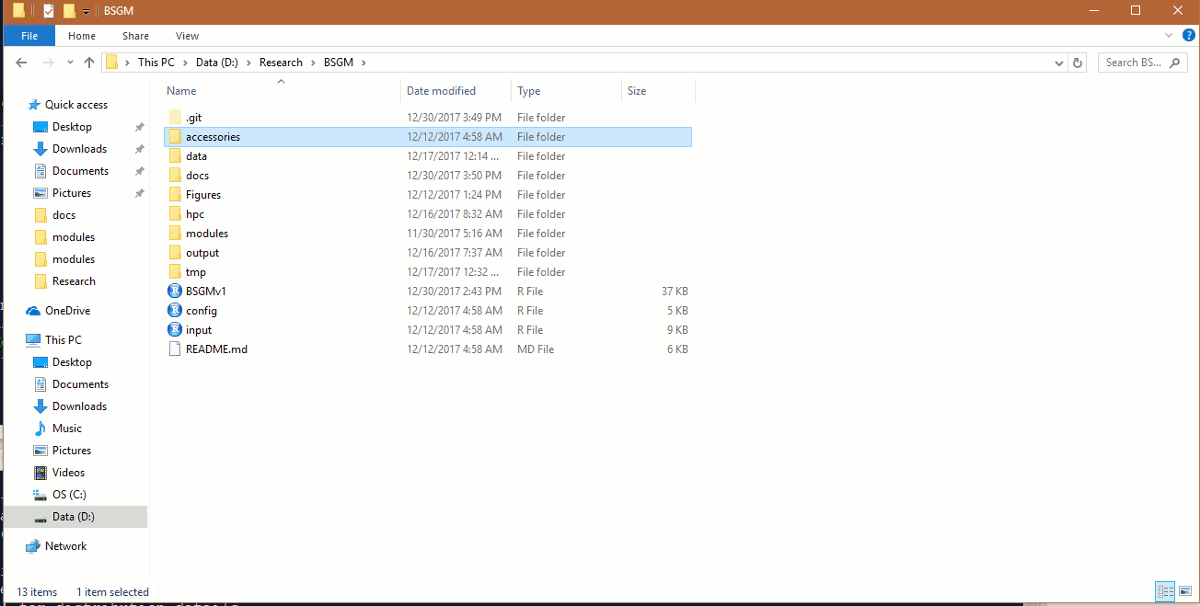 BSGM
File Home Share View
This PC Data (D:) Research BSGM Search BS...
Name Date modified Type Size
Quick access
Desktop
Downloads
Documents
Pictures
docs
modules
modules
Research
OneDrive
This PC
Desktop
Documents
Downloads
Music
Pictures
Videos
OS (C:)
Data (D:)
Network
.git 12/30/2017 3:49 PM File folder
accessories 12/12/2017 4:58 AM File folder
data 12/17/2017 12:14 ... File folder
docs 12/30/2017 3:50 PM File folder
Figures 12/12/2017 1:24 PM File folder
hpc 12/16/2017 8:32 AM File folder
modules 11/30/2017 5:16 AM File folder
output 12/16/2017 7:37 AM File folder
tmp 12/17/2017 12:32 ... File folder
BSGMv1 12/30/2017 2:43 PM R File 37 KB
config 12/12/2017 4:58 AM R File 5 KB
input 12/12/2017 4:58 AM R File 9 KB
README.md 12/12/2017 4:58 AM MD File 6 KB
13 items 1 item selected